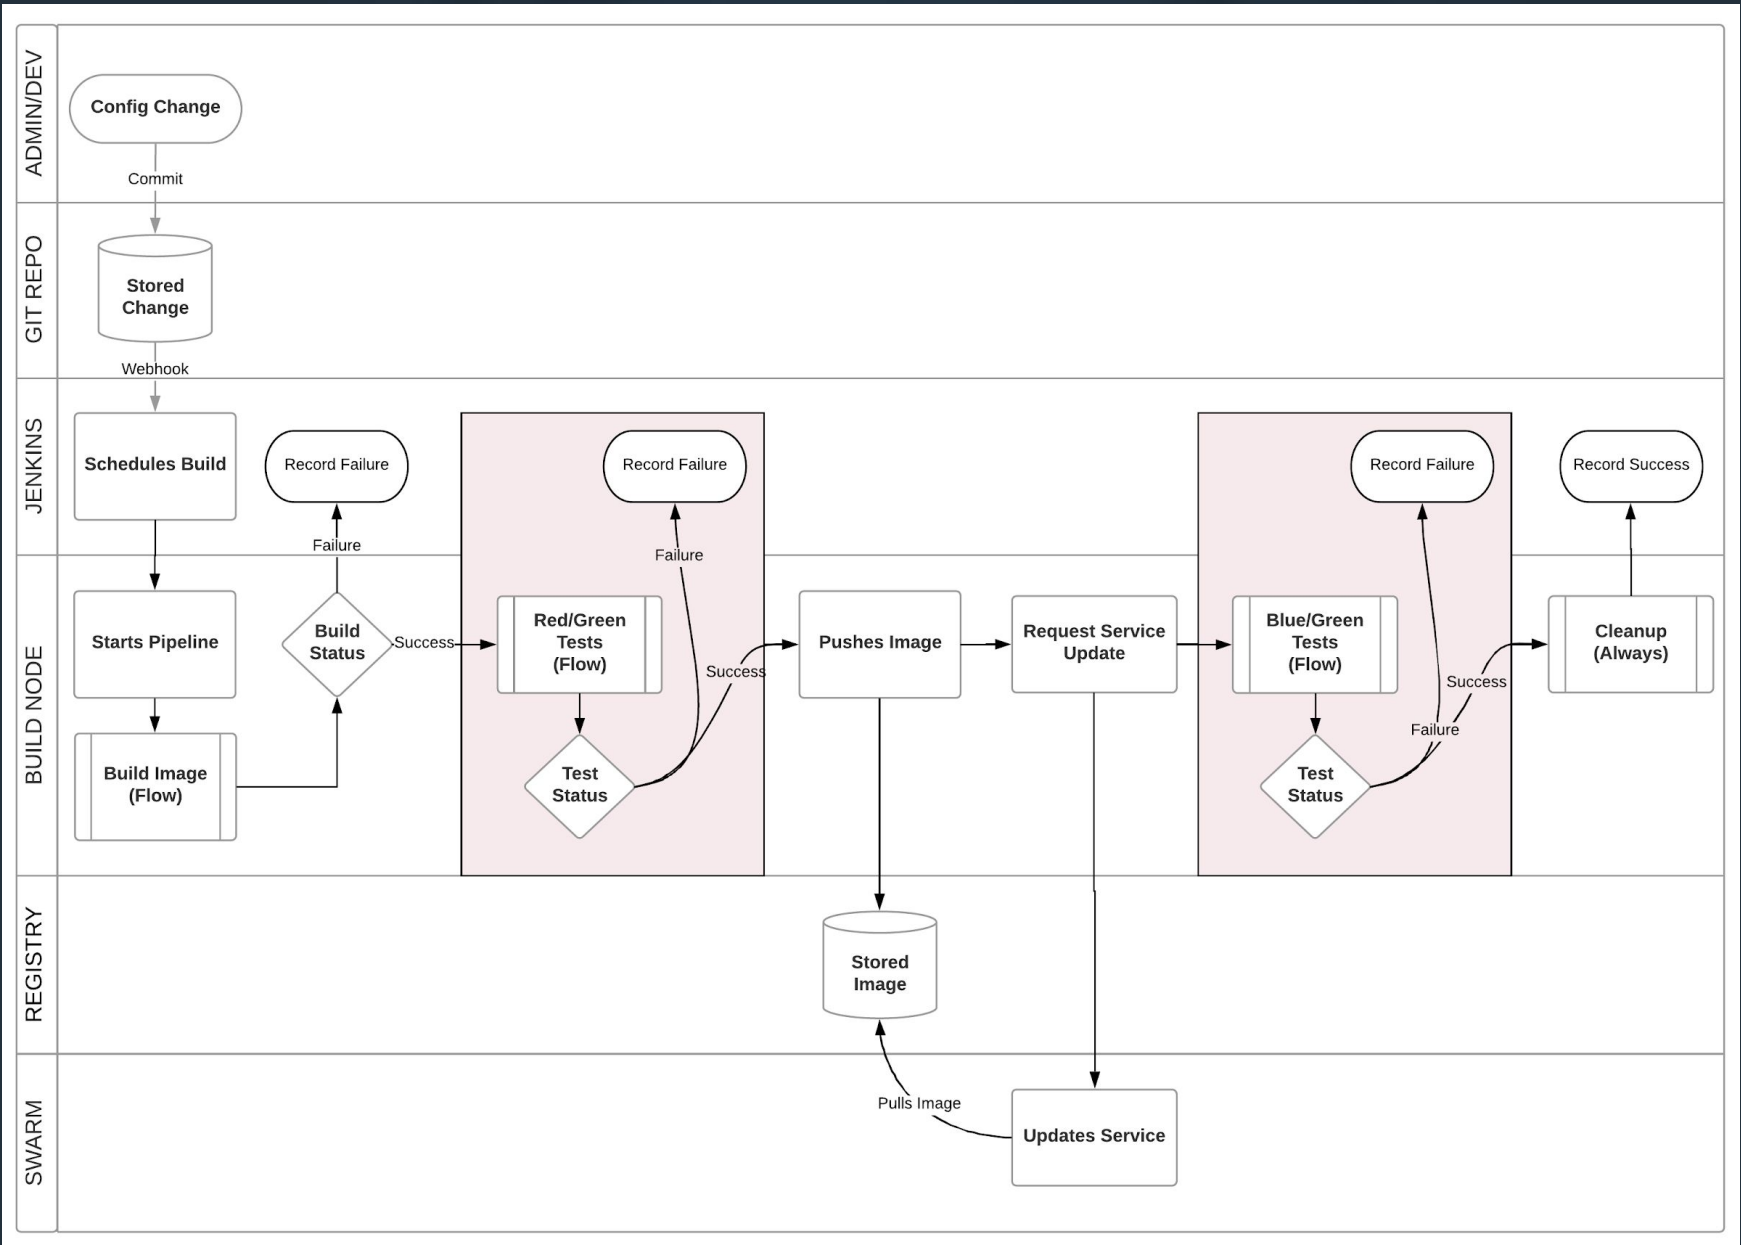 ADMIN/DEV
Config Change
Commit
GIT REPO
Stored
Change
Webhook
JENKINS
Schedules Build
Record Failure
Failure
Record Failure
Failure
Record Failure
Record Success
BUILD NODE
Starts Pipeline
Build Image
(Flow)
Build
Status
Success
Red/Green
Tests
(Flow)
Test
Status
Success
Pushes Image
Request Service
Update
Blue/Green
Tests
(Flow)
Test
Status
Success
Failure
Cleanup
(Always)
REGISTRY
Stored
Image
SWARM
Pulls Image
Updates Service